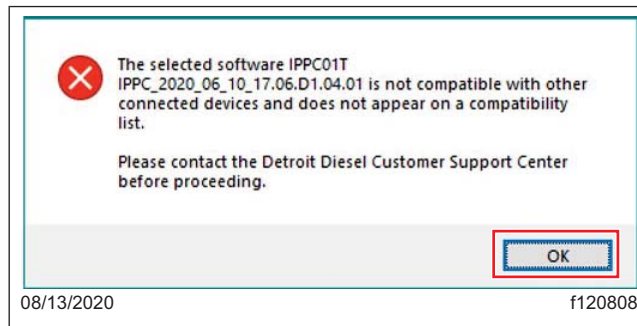 The selected software IPPC01T
IPPC_2020_06_10_17.06.D1.04.01 is not compatible with other
connected devices and does not appear on a compatibility
list.
Please contact the Detroit Diesel Customer Support Center
before proceeding.
OK
08/13/2020 f120808